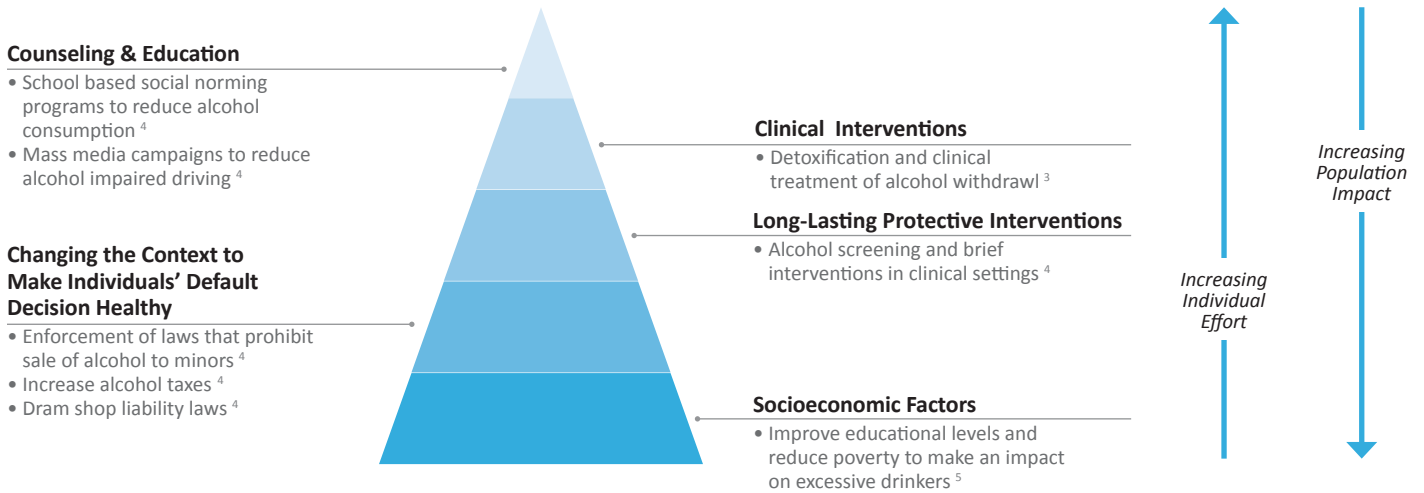 Counseling & Education
• School based social norming
programs to reduce alcohol
consumption 4
• Mass media campaigns to reduce
alcohol impaired driving 4
Clinical Interventions
• Detoxification and clinical
treatment of alcohol withdrawl 3
Long-Lasting Protective Interventions
• Alcohol screening and brief
interventions in clinical settings 4
Changing the Context to
Make Individuals’ Default
Decision Healthy
• Enforcement of laws that prohibit
sale of alcohol to minors 4
• Increase alcohol taxes 4
• Dram shop liability laws 4
Socioeconomic Factors
• Improve educational levels and
reduce poverty to make an impact
on excessive drinkers 5
Increasing
Individual
Effort
Increasing
Population
Impact